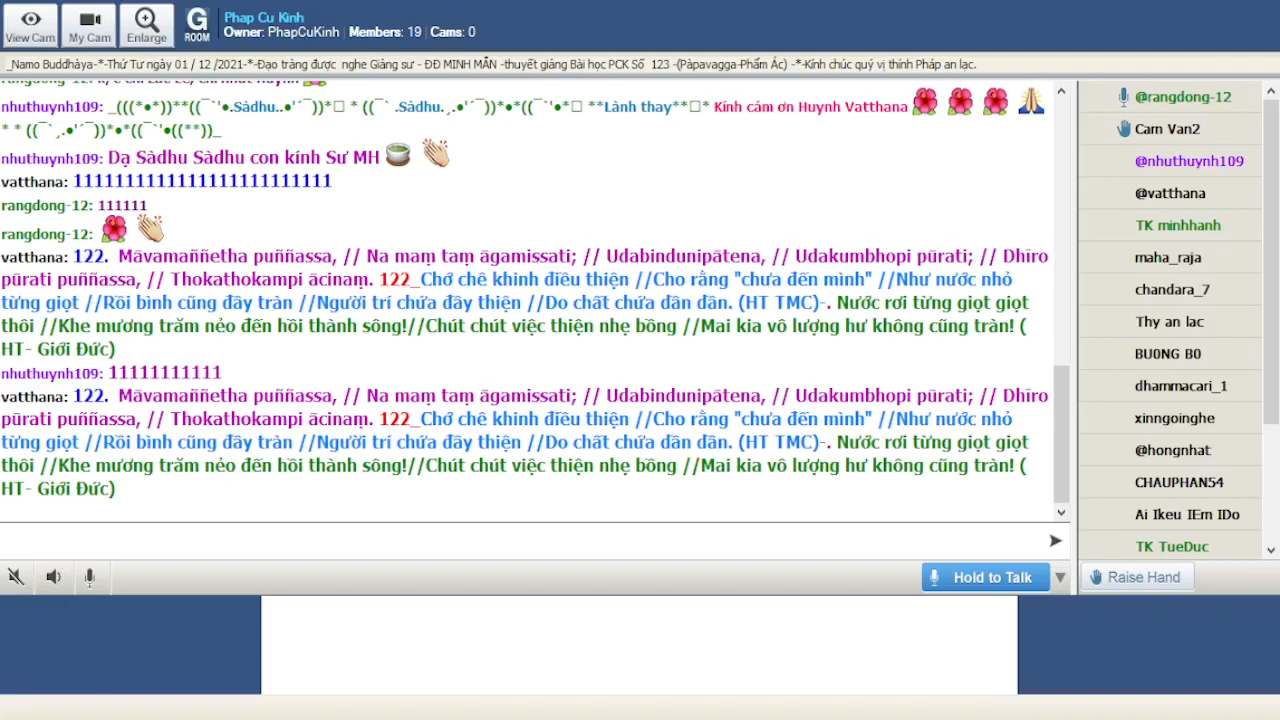 View Cam
My Cam
Enlarge
G
ROOM
Phap Cu Kinh
Owner: PhapCuKinh | Members: 19 | Cams: 0
_Namo Buddhàya-*-Thứ Tư ngày 01 / 12 /2021-*-Đạo tràng được nghe Giảng sư - ĐĐ MINH MẪN -thuyết giảng Bài học PCK Số 123 -(Pàpavagga-Phẩm Ác) -*-Kính chúc quý vị thính Pháp an lạc.
nhuthuynh109: _(((*•*))**((¯`'•.Sàdhu..•'´¯))*□ * ((¯` .Sàdhu.¸.•'´¯))*•*((¯`'•*□ **Lành thay**□* Kính cám ơn Huynh Vatthana
* * ((¯`¸.•'´¯))*•*((¯`'•((**))_
nhuthuynh109: Dạ Sàdhu Sàdhu con kính Sư MH
vatthana: 1111111111111111111111111
rangdong-12: 111111
rangdong-12:
vatthana: 122. Māvamaññetha puññassa, // Na maṃ taṃ āgamissati; // Udabindunipātena, // Udakumbhopi pūrati; // Dhīro
pūrati puññassa, // Thokathokampi ācinaṃ. 122_Chớ chê khinh điều thiện //Cho rằng "chưa đến mình" //Như nước nhỏ
từng giọt //Rồi bình cũng đầy tràn //Người trí chứa đầy thiện //Do chất chứa dần dần. (HT TMC)-. Nước rơi từng giọt giọt
thôi //Khe mương trăm nẻo đến hồi thành sông!//Chút chút việc thiện nhẹ bồng //Mai kia vô lượng hư không cũng tràn! (
HT- Giới Đức)
nhuthuynh109: 11111111111
vatthana: 122. Māvamaññetha puññassa, // Na maṃ taṃ āgamissati; // Udabindunipātena, // Udakumbhopi pūrati; // Dhīro
pūrati puññassa, // Thokathokampi ācinaṃ. 122_Chớ chê khinh điều thiện //Cho rằng "chưa đến mình" //Như nước nhỏ
từng giọt //Rồi bình cũng đầy tràn //Người trí chứa đầy thiện //Do chất chứa dần dần. (HT TMC)-. Nước rơi từng giọt giọt
thôi //Khe mương trăm nẻo đến hồi thành sông!//Chút chút việc thiện nhẹ bồng //Mai kia vô lượng hư không cũng tràn! (
HT- Giới Đức)
Hold to Talk
@rangdong-12
Cam Van2
@nhuthuynh109
@vatthana
TK minhhanh
maha_raja
chandara_7
Thy an lac
BU0NG B0
dhammacari_1
xinngoinghe
@hongnhat
CHAUPHAN54
Ai Ikeu IEm IDo
TK TueDuc
Raise Hand